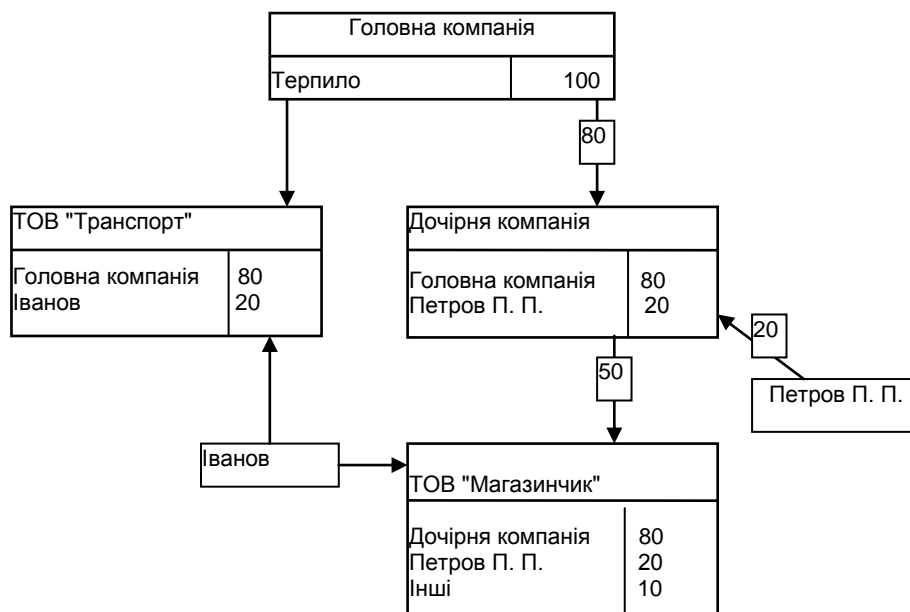 Головна компанія
Терпило 100
80
ТОВ "Транспорт"
Головна компанія 80
Іванов 20
Дочірня компанія
Головна компанія 80
Петров П. П. 20
20
Петров П. П.
50
Іванов
ТОВ "Магазинчик"
Дочірня компанія 80
Петров П. П. 20
Інші 10